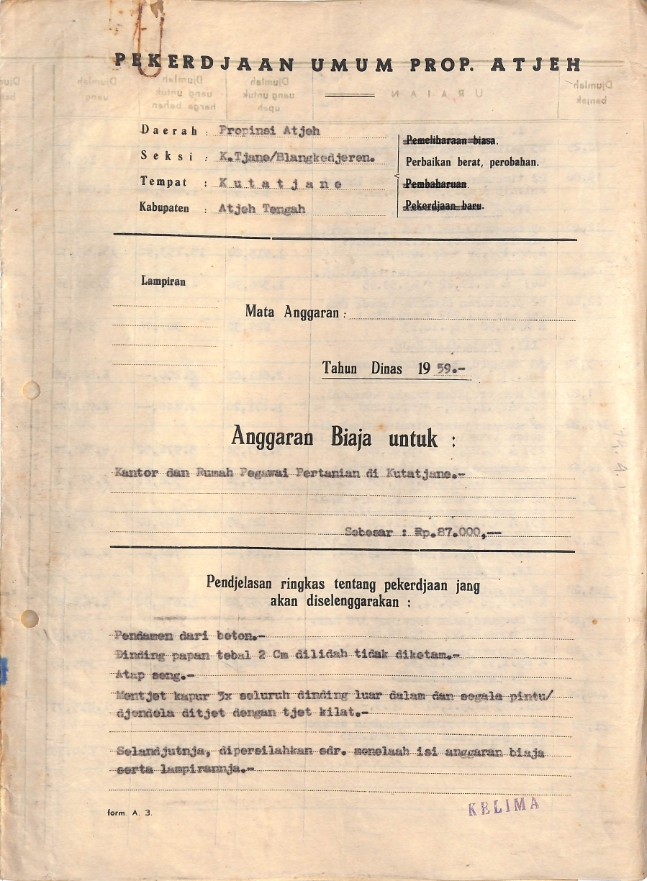 PEKERDJAAN UMUM PROP. ATJEH
Daerah : Propinsi Atjeh
Seksi : K.Tjane/Blangkedjeren.
Tempat : Kutatjane
Kabupaten : Atjeh Tengah
Pemeliharaan biasa.
Perbaikan berat, perobahan.
Pembaharuan
Pekerdjaan baru.
Lampiran
Mata Anggaran :
Tahun Dinas 1959.-
Anggaran Biaja untuk :
Kantor dan Rumah Pegawai Pertanian di Kutatjane.-
Sebesar : Rp.87.000,-
Pendjelasan ringkas tentang pekerdjaan jang
akan diselenggarakan :
Pendamen dari beton.-
Dinding papan tebal 2 Cm dilidah tidak diketam.-
Atap seng.-
Mentjet kapur 3x seluruh dinding luar dalam dan segala pintu/
djendela ditjet dengan tjet kilat.-
Selandjutnja, dipersilahkan sdr. menelaah isi anggaran biaja
serta lampirannja.-
form. A. 3.
KELIMA